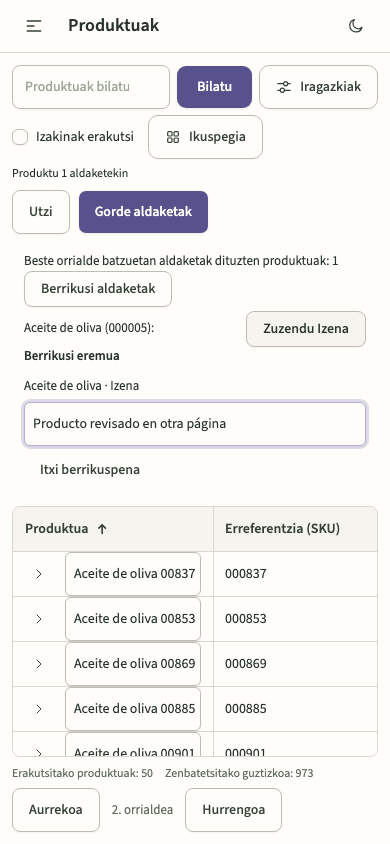 Produktuak
Produktuak bilatu
Bilatu
Iragazkiak
Izakinak erakutsi
Ikuspegia
Produktu 1 aldaketekin
Utzi
Gorde aldaketak
Beste orrialde batzuetan aldaketak dituzten produktuak: 1
Berrikusi aldaketak
Aceite de oliva (000005):
Zuzendu Izena
Berrikusi eremua
Aceite de oliva · Izena
Producto revisado en otra página
Itxi berrikuspena
Produktua
Erreferentzia (SKU)
Aceite de oliva 00837
000837
Aceite de oliva 00853
000853
Aceite de oliva 00869
000869
Aceite de oliva 00885
000885
Aceite de oliva 00901
000901
Erakutsitako produktuak: 50
Zenbatetsitako guztizkoa: 973
Aurrekoa
2. orrialdea
Hurrengoa